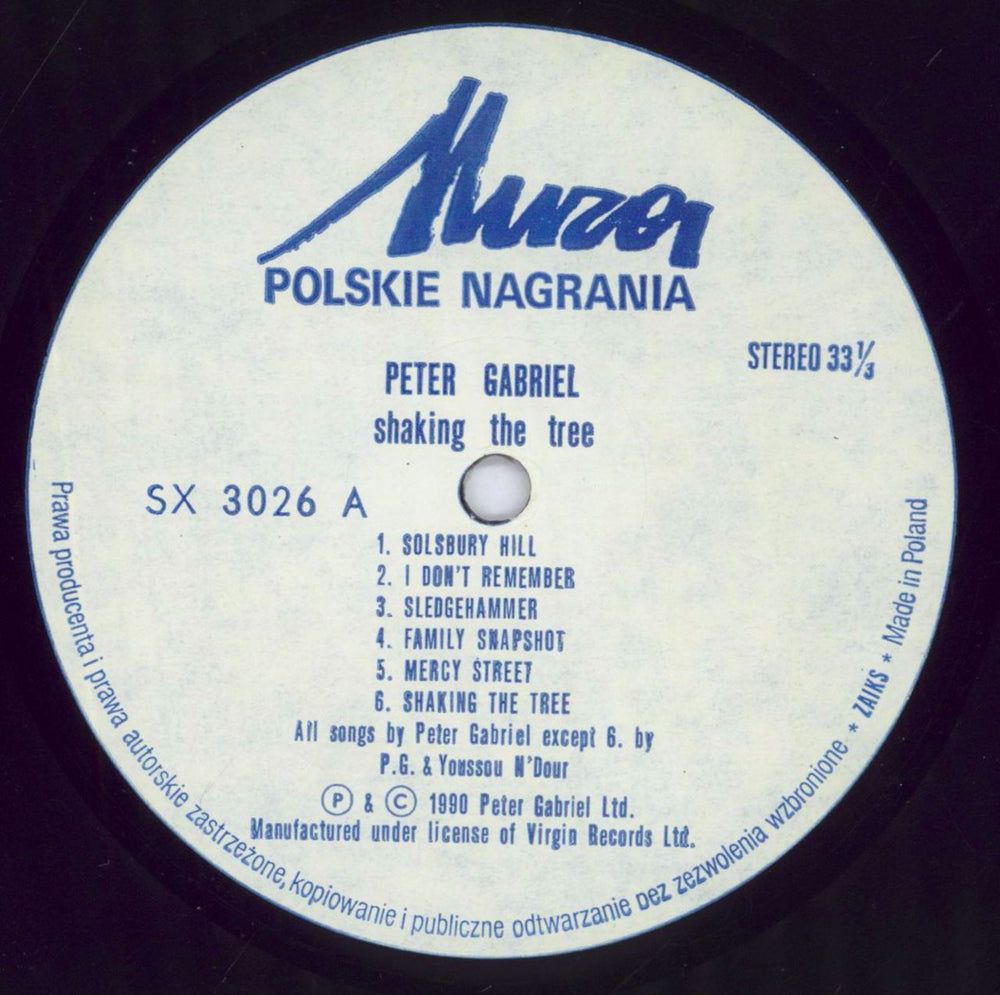 Muza
POLSKIE NAGRANIA
STEREO 33⅓
PETER GABRIEL
shaking the tree
SX 3026 A
1. SOLSBURY HILL
2. I DON'T REMEMBER
3. SLEDGEHAMMER
4. FAMILY SNAPSHOT
5. MERCY STREET
6. SHAKING THE TREE
All songs by Peter Gabriel except 6. by
P.G. & Youssou N'Dour
Ⓟ & Ⓒ 1990 Peter Gabriel Ltd.
Manufactured under license of Virgin Records Ltd.
Prawa producenta i prawa autorskie zastrzeżone, kopiowanie i publiczne odtwarzanie bez zezwolenia wzbronione * ZAIKS * Made in Poland